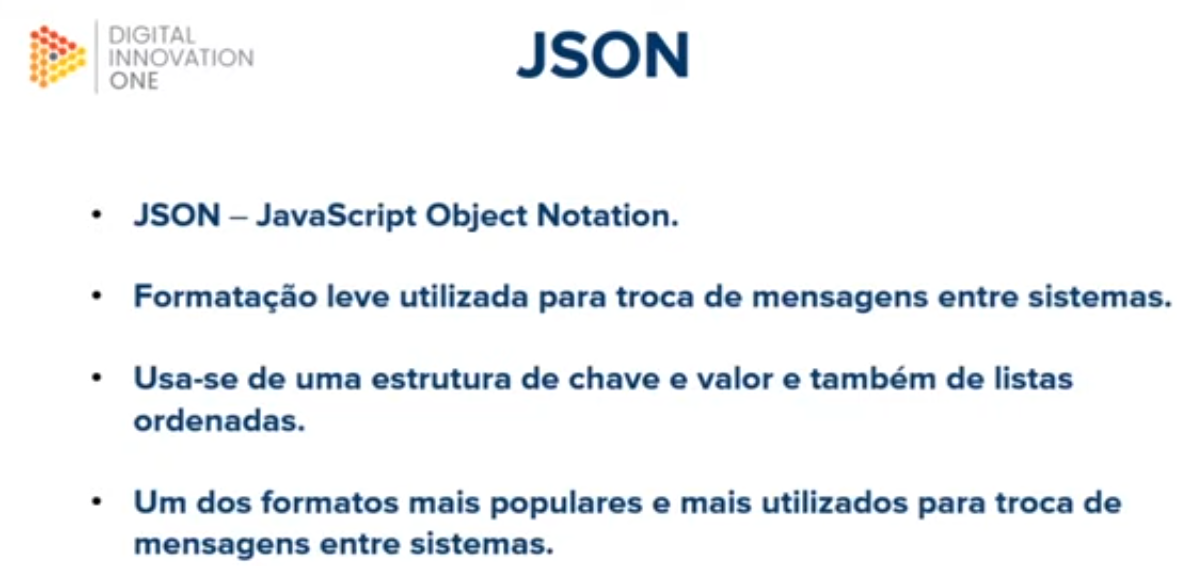 DIGITAL
INNOVATION
ONE
JSON
• JSON – JavaScript Object Notation.
• Formatação leve utilizada para troca de mensagens entre sistemas.
• Usa-se de uma estrutura de chave e valor e também de listas
ordenadas.
• Um dos formatos mais populares e mais utilizados para troca de
mensagens entre sistemas.